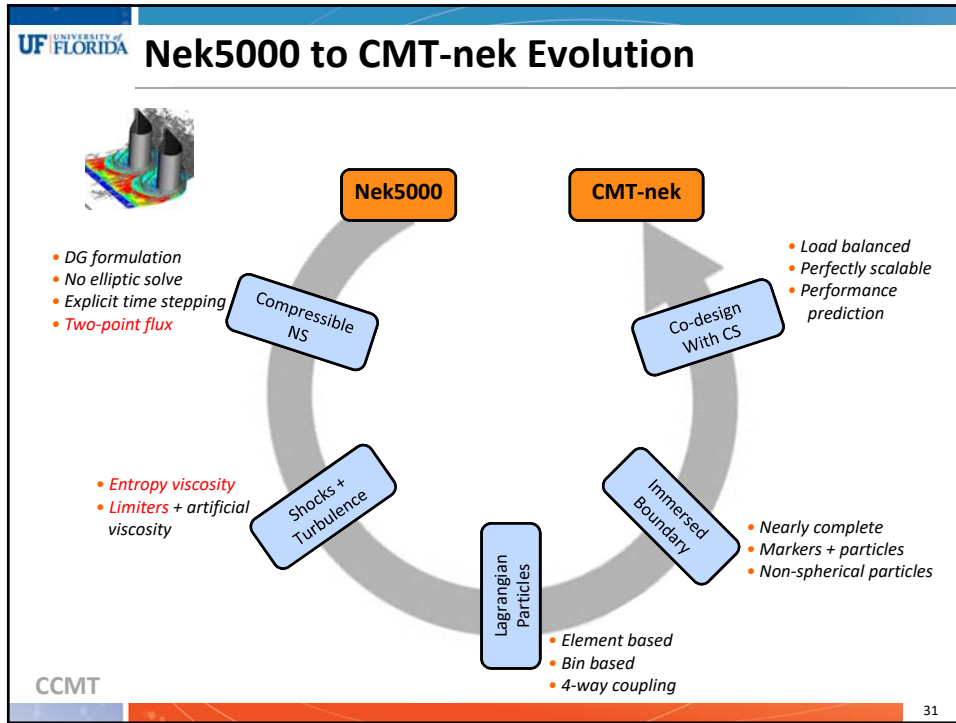 UF UNIVERSITY of
FLORIDA
Nek5000 to CMT-nek Evolution
Nek5000
CMT-nek
• DG formulation
• No elliptic solve
• Explicit time stepping
• Two-point flux
Compressible
NS
• Load balanced
• Perfectly scalable
• Performance
prediction
Co-design
With CS
• Entropy viscosity
• Limiters + artificial
viscosity
Shocks +
Turbulence
Immersed
Boundary
• Nearly complete
• Markers + particles
• Non-spherical particles
Lagrangian
Particles
• Element based
• Bin based
• 4-way coupling
CCMT
31